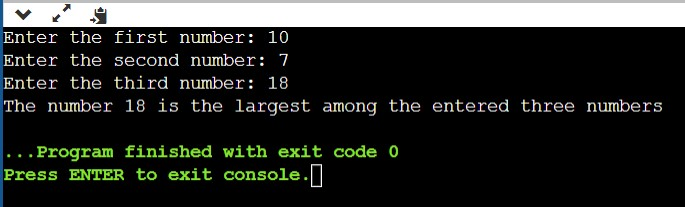 Enter the first number: 10
Enter the second number: 7
Enter the third number: 18
The number 18 is the largest among the entered three numbers
...Program finished with exit code 0
Press ENTER to exit console.